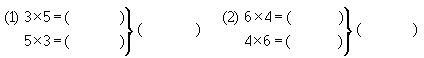 (1) 3×5=(      )}(      )   (2) 6×4=(      )}(      )
5×3=(      )   4×6=(      )